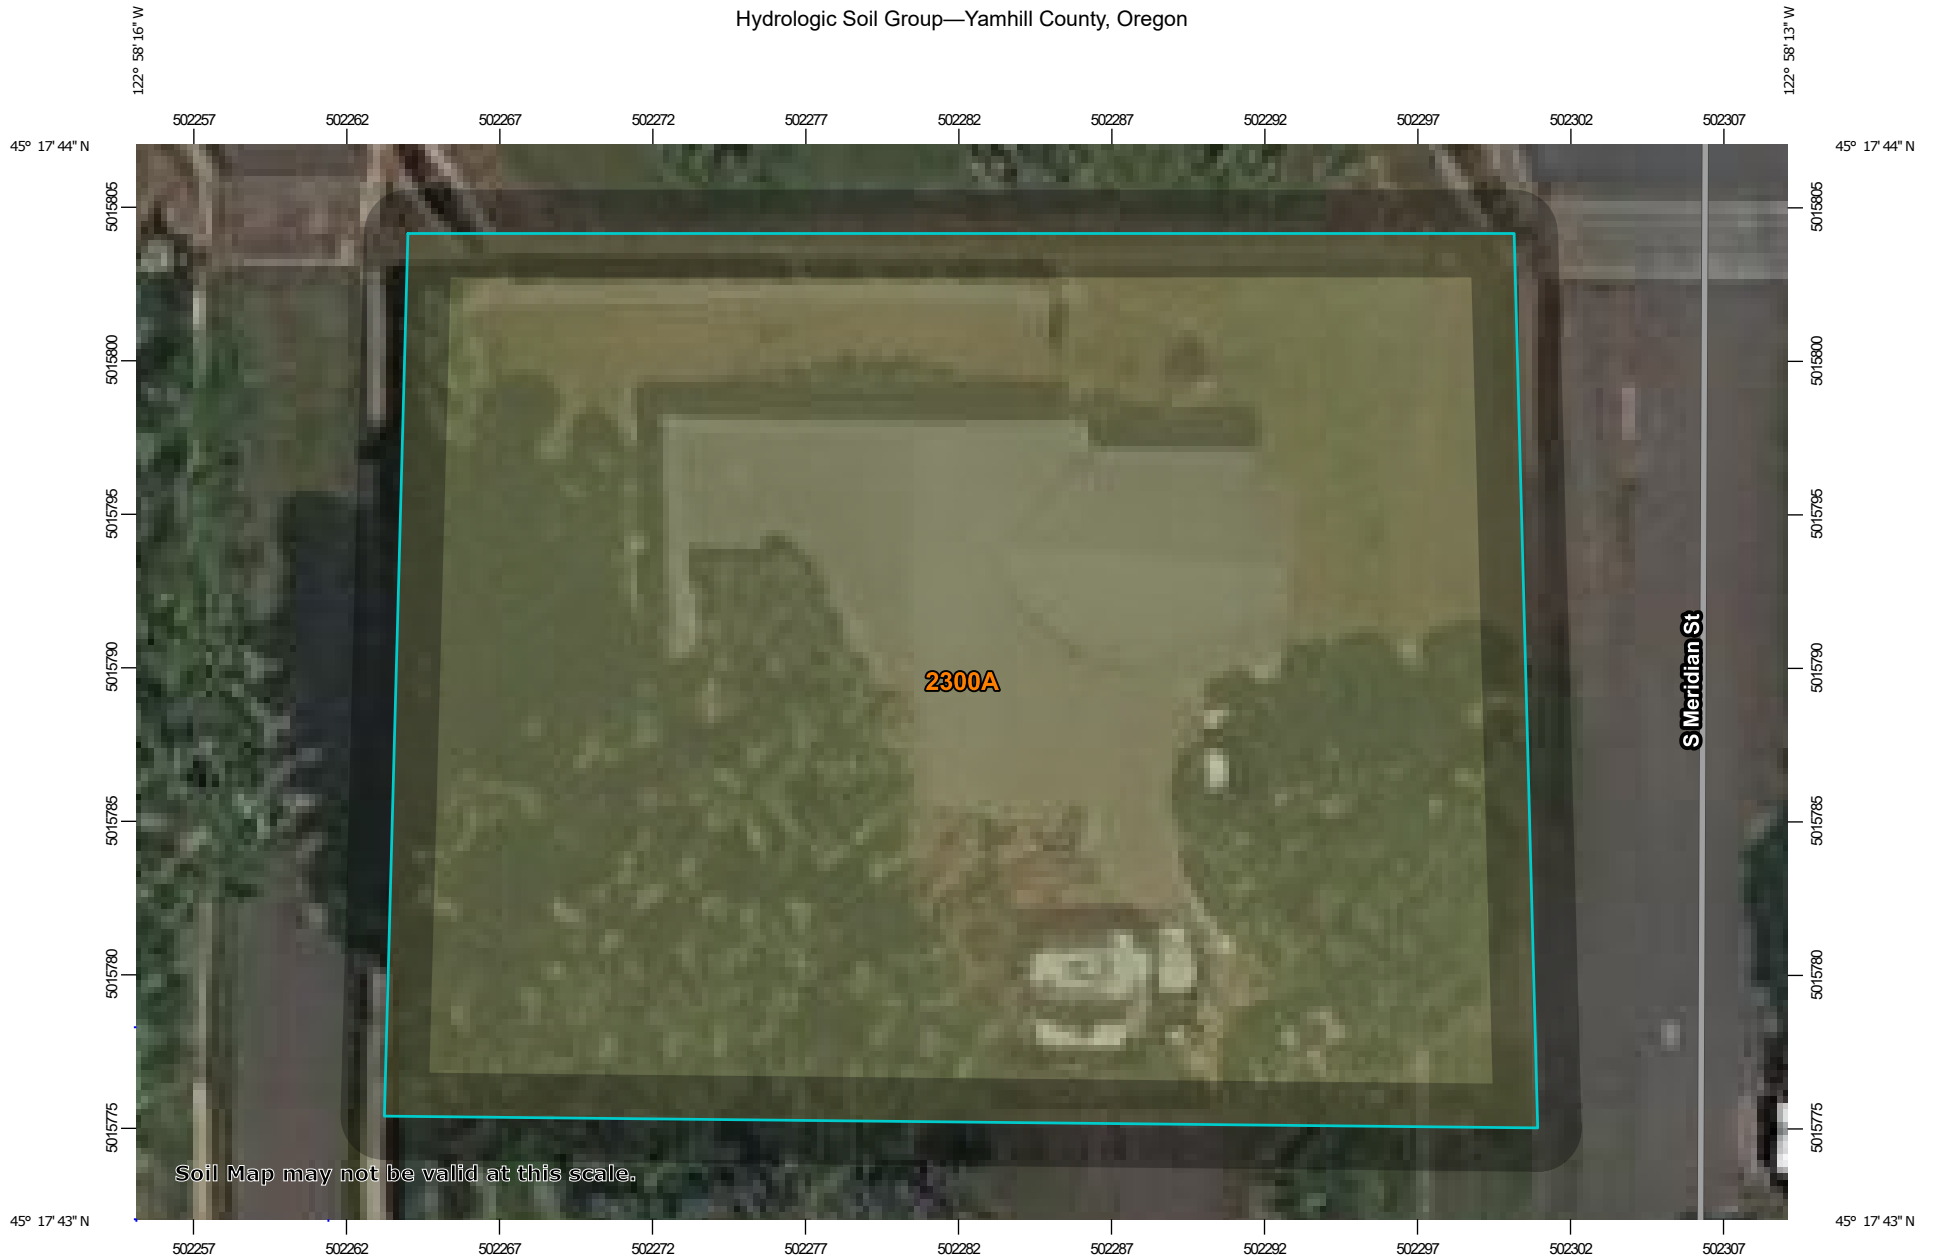 Hydrologic Soil Group—Yamhill County, Oregon
122° 58' 16" W
122° 58' 13" W
502257 502262 502267 502272 502277 502282 502287 502292 502297 502302 502307
45° 17' 44" N
45° 17' 44" N
5015805
5015805
5015800
5015800
5015795
5015795
5015790
5015790
2300A
S Meridian St
5015785
5015785
5015780
5015780
5015775
5015775
Soil Map may not be valid at this scale.
45° 17' 43" N
45° 17' 43" N
502257 502262 502267 502272 502277 502282 502287 502292 502297 502302 502307